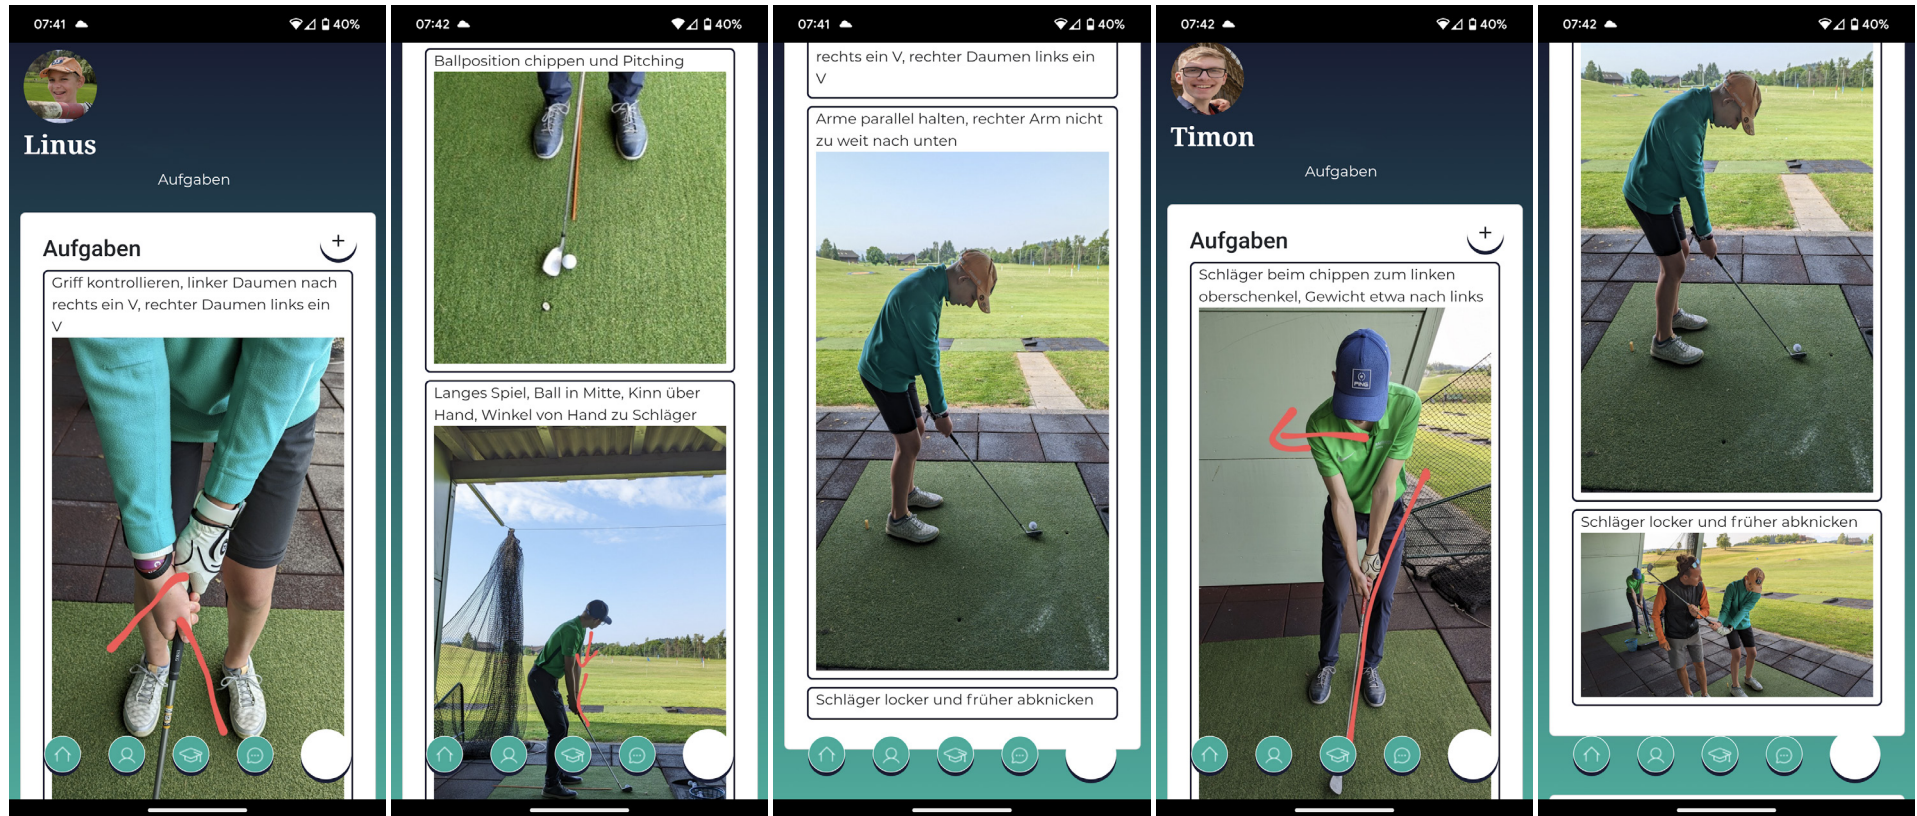 07:41
40%
Linus
Aufgaben
Aufgaben
+
Griff kontrollieren, linker Daumen nach
rechts ein V, rechter Daumen links ein
V
07:42
40%
Ballposition chippen und Pitching
Langes Spiel, Ball in Mitte, Kinn über
Hand, Winkel von Hand zu Schläger
07:41
40%
rechts ein V, rechter Daumen links ein
V
Arme parallel halten, rechter Arm nicht
zu weit nach unten
Schläger locker und früher abknicken
07:42
40%
Timon
Aufgaben
Aufgaben
+
Schläger beim chippen zum linken
oberschenkel, Gewicht etwa nach links
PING
07:42
40%
Schläger locker und früher abknicken